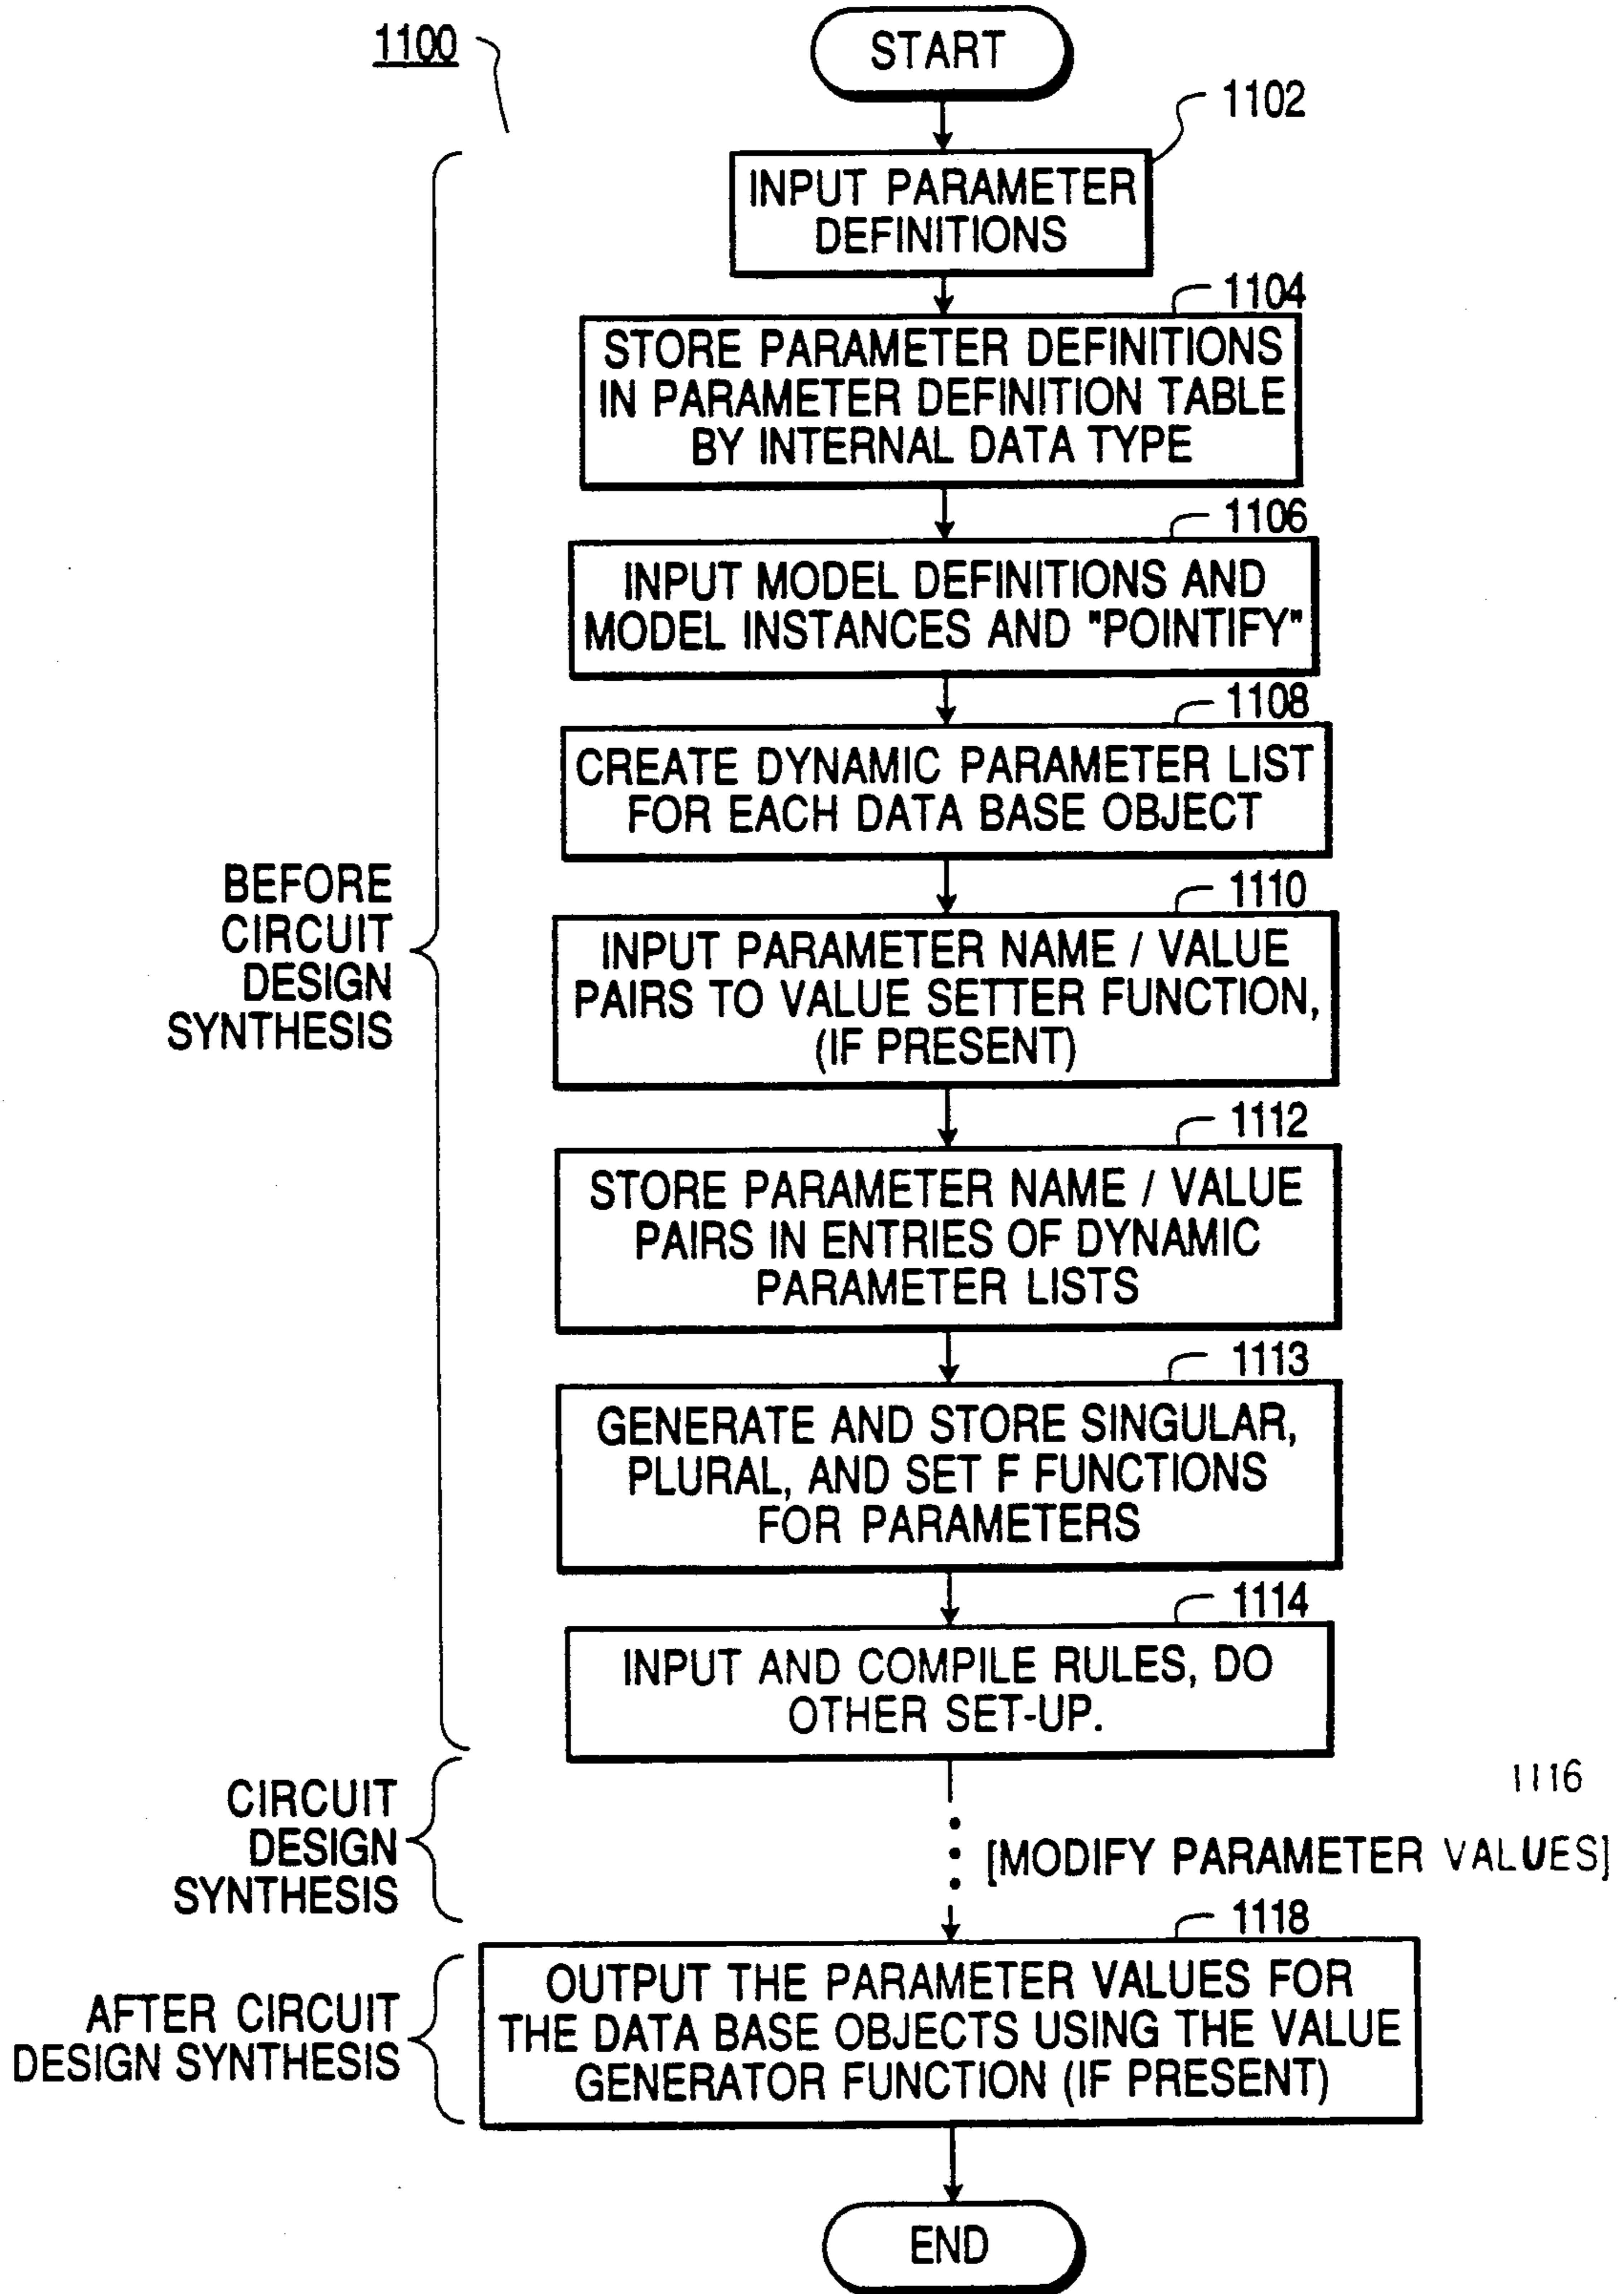 1100
START
1102
INPUT PARAMETER
DEFINITIONS
1104
STORE PARAMETER DEFINITIONS
IN PARAMETER DEFINITION TABLE
BY INTERNAL DATA TYPE
1106
INPUT MODEL DEFINITIONS AND
MODEL INSTANCES AND "POINTIFY"
1108
CREATE DYNAMIC PARAMETER LIST
FOR EACH DATA BASE OBJECT
BEFORE
CIRCUIT
DESIGN
SYNTHESIS
1110
INPUT PARAMETER NAME / VALUE
PAIRS TO VALUE SETTER FUNCTION,
(IF PRESENT)
1112
STORE PARAMETER NAME / VALUE
PAIRS IN ENTRIES OF DYNAMIC
PARAMETER LISTS
1113
GENERATE AND STORE SINGULAR,
PLURAL, AND SET F FUNCTIONS
FOR PARAMETERS
1114
INPUT AND COMPILE RULES, DO
OTHER SET-UP.
CIRCUIT
DESIGN
SYNTHESIS
1116
[MODIFY PARAMETER VALUES]
1118
AFTER CIRCUIT
DESIGN SYNTHESIS
OUTPUT THE PARAMETER VALUES FOR
THE DATA BASE OBJECTS USING THE VALUE
GENERATOR FUNCTION (IF PRESENT)
END